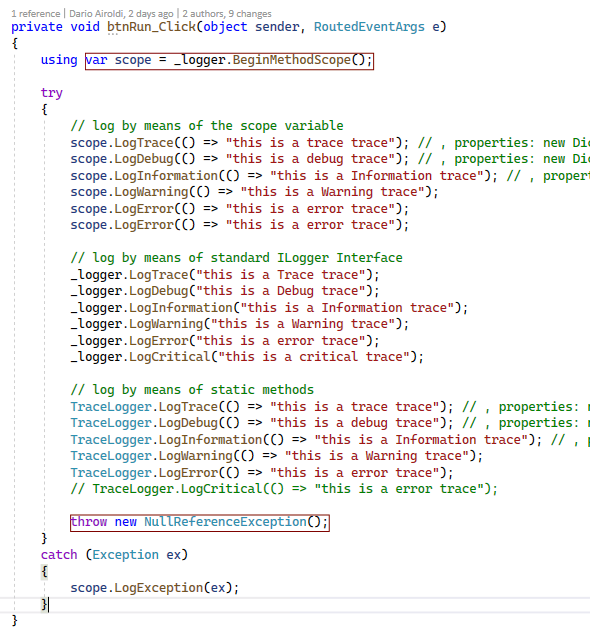 1 reference | Dario Airoldi, 2 days ago | 2 authors, 9 changes
private void btnRun_Click(object sender, RoutedEventArgs e)
{
    using var scope = _logger.BeginMethodScope();

    try
    {
        // log by means of the scope variable
        scope.LogTrace(() => "this is a trace trace"); // , properties: new Dic
        scope.LogDebug(() => "this is a debug trace"); // , properties: new Dic
        scope.LogInformation(() => "this is a Information trace"); // , propert
        scope.LogWarning(() => "this is a Warning trace");
        scope.LogError(() => "this is a error trace");
        scope.LogError(() => "this is a error trace");

        // log by means of standard ILogger Interface
        _logger.LogTrace("this is a Trace trace");
        _logger.LogDebug("this is a Debug trace");
        _logger.LogInformation("this is a Information trace");
        _logger.LogWarning("this is a Warning trace");
        _logger.LogError("this is a error trace");
        _logger.LogCritical("this is a critical trace");

        // log by means of static methods
        TraceLogger.LogTrace(() => "this is a trace trace"); // , properties: n
        TraceLogger.LogDebug(() => "this is a debug trace"); // , properties: n
        TraceLogger.LogInformation(() => "this is a Information trace"); // , p
        TraceLogger.LogWarning(() => "this is a Warning trace");
        TraceLogger.LogError(() => "this is a error trace");
        // TraceLogger.LogCritical(() => "this is a error trace");

        throw new NullReferenceException();
    }
    catch (Exception ex)
    {
        scope.LogException(ex);
    }
}